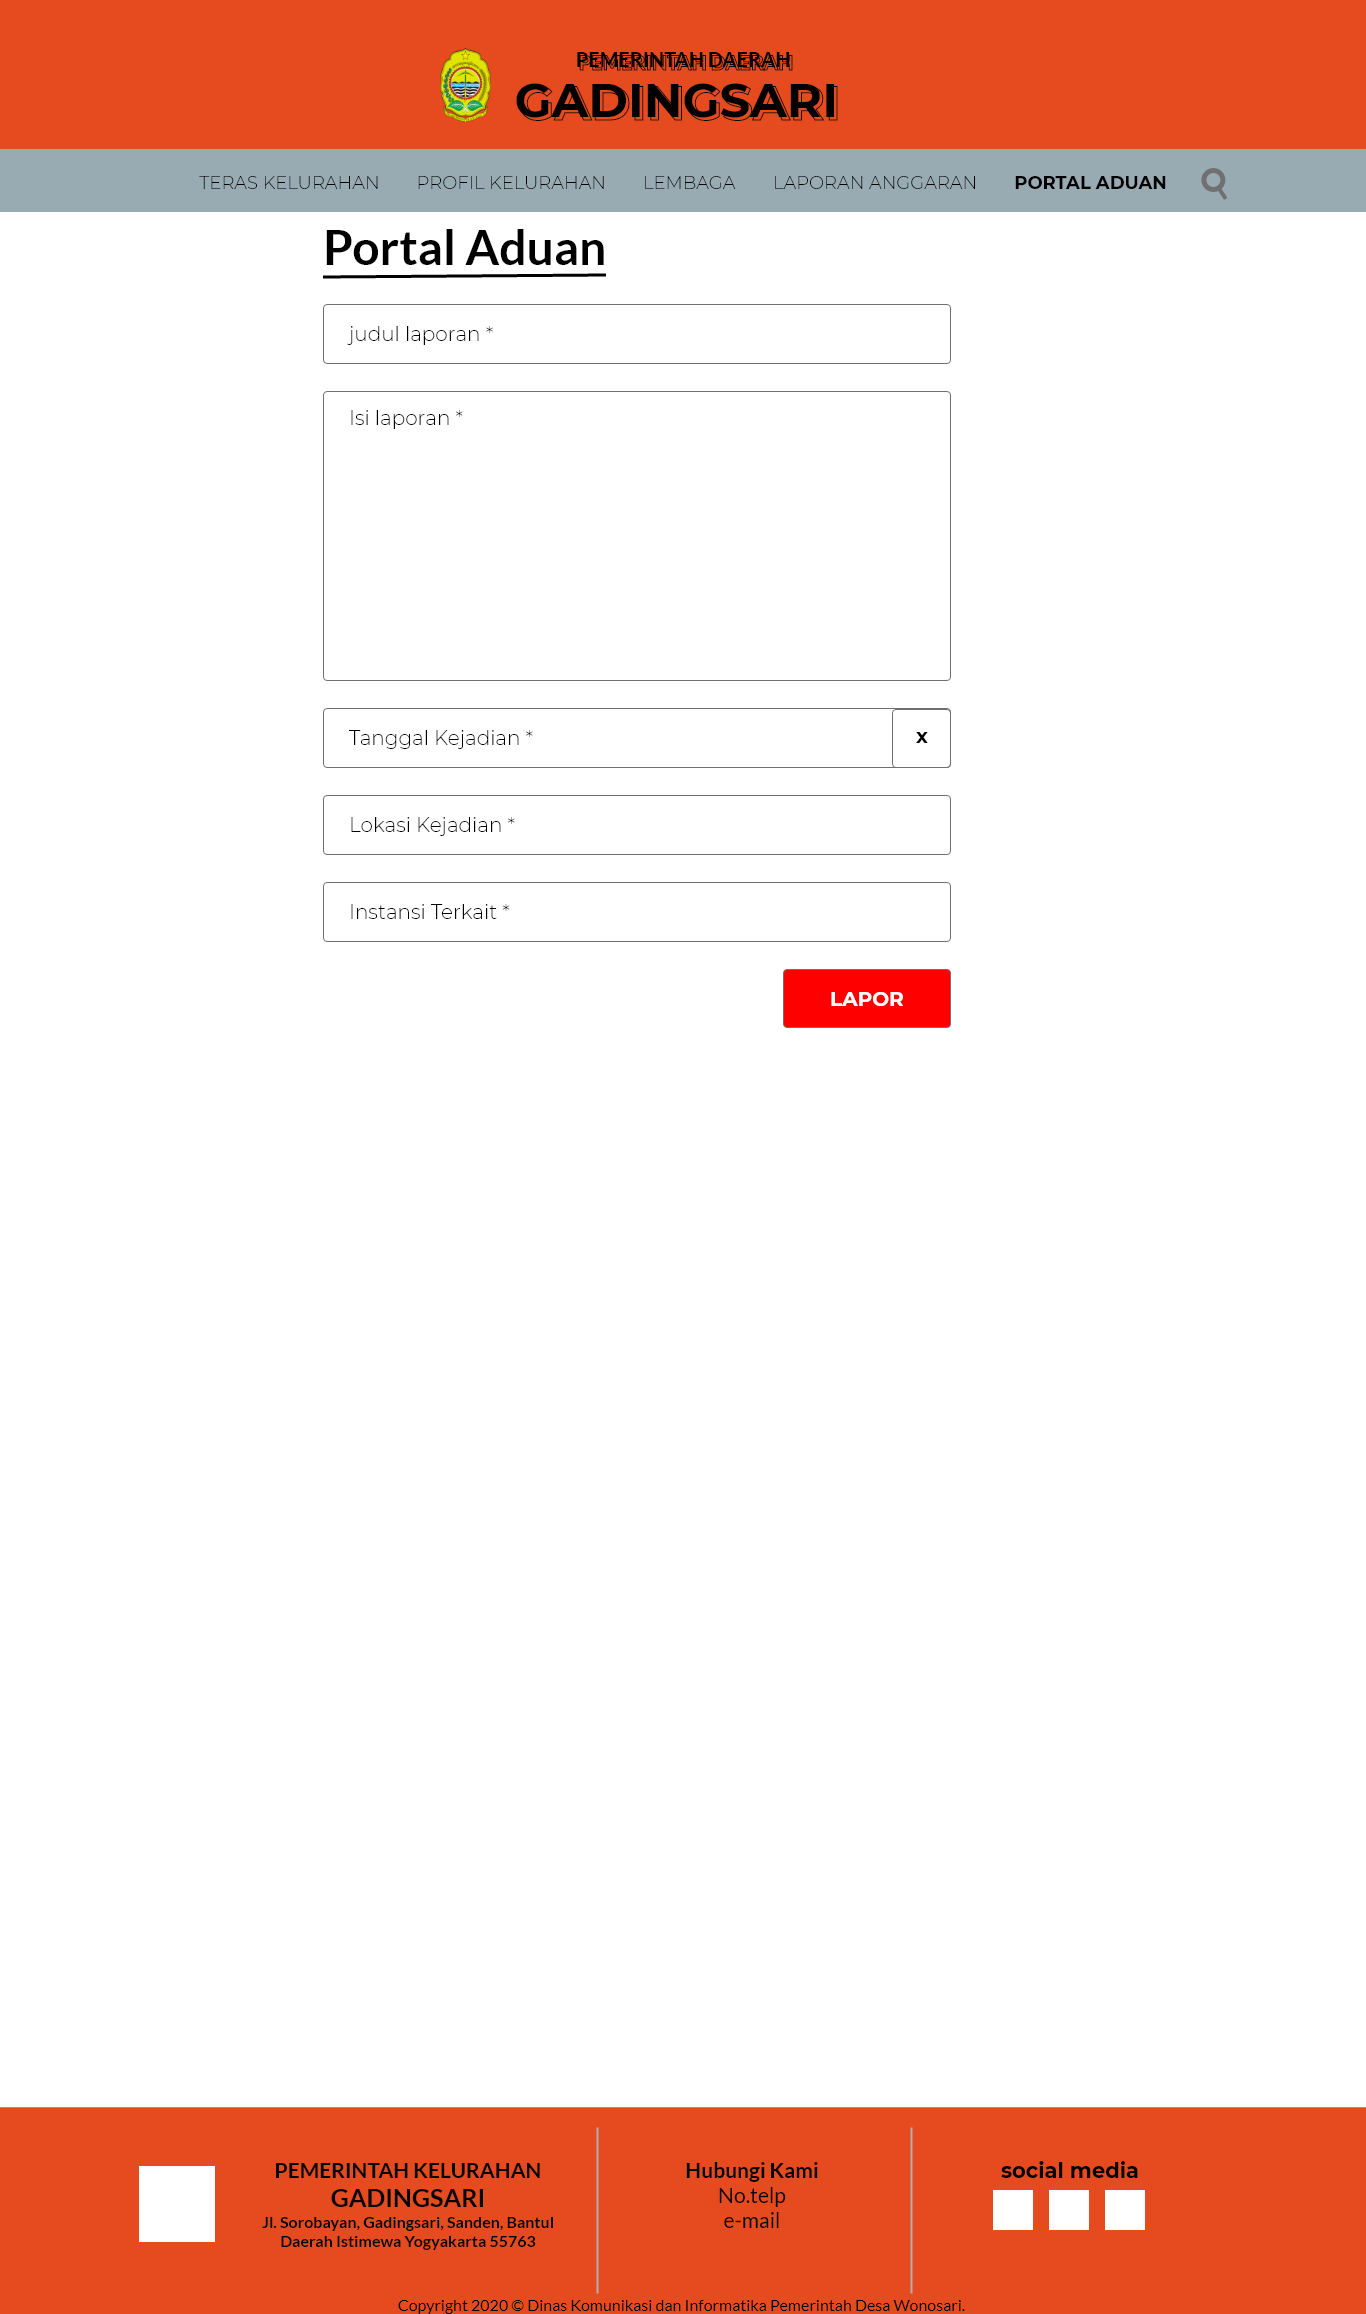 PEMERINTAH DAERAH
GADINGSARI
TERAS KELURAHAN PROFIL KELURAHAN LEMBAGA LAPORAN ANGGARAN PORTAL ADUAN
Portal Aduan
judul laporan *
Isi laporan *
Tanggal Kejadian * x
Lokasi Kejadian *
Instansi Terkait *
LAPOR
PEMERINTAH KELURAHAN
GADINGSARI
Jl. Sorobayan, Gadingsari, Sanden, Bantul
Daerah Istimewa Yogyakarta 55763
Hubungi Kami
No.telp
e-mail
social media
Copyright 2020 © Dinas Komunikasi dan Informatika Pemerintah Desa Wonosari.